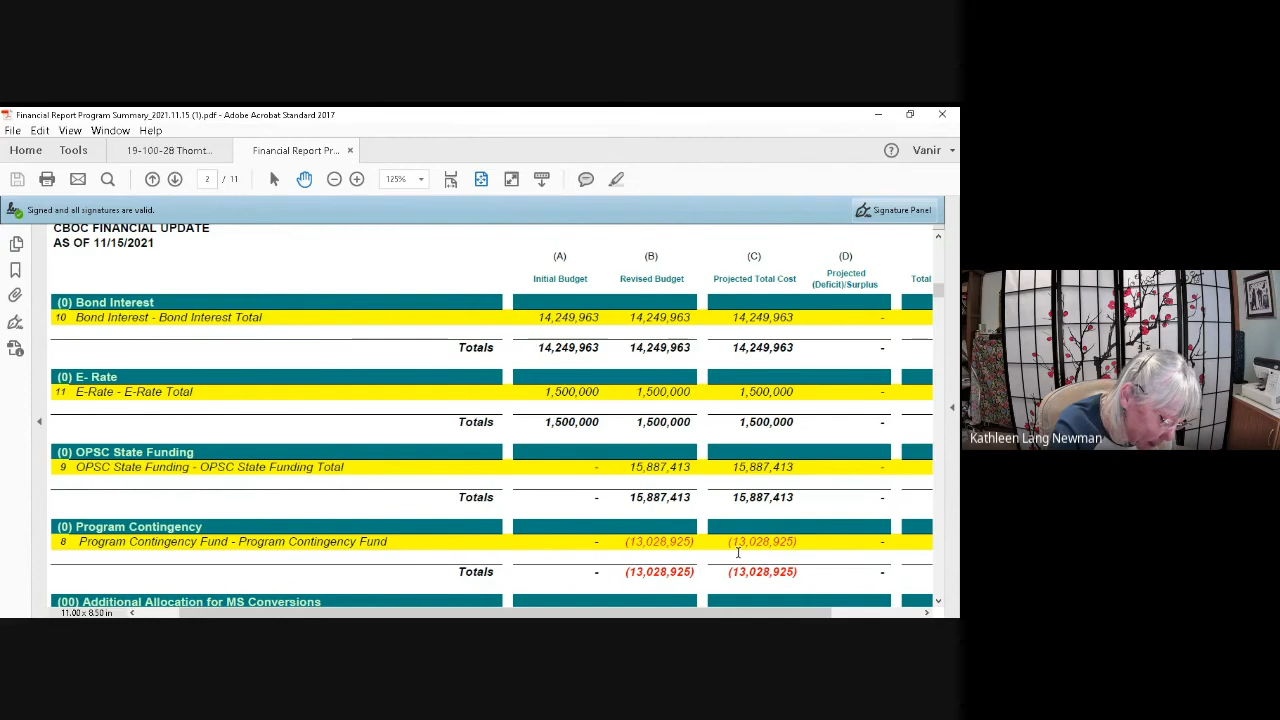 Financial Report Program Summary_2021.11.15 (1).pdf - Adobe Acrobat Standard 2017
File Edit View Window Help
Home Tools 19-100-28 Thornt... Financial Report Pr... × Vanir
2 / 11 125%
Signed and all signatures are valid. Signature Panel
CBOC FINANCIAL UPDATE
AS OF 11/15/2021
(A) (B) (C) (D)
Initial Budget Revised Budget Projected Total Cost Projected (Deficit)/Surplus Total
(0) Bond Interest
10 Bond Interest - Bond Interest Total 14,249,963 14,249,963 14,249,963 -
Totals 14,249,963 14,249,963 14,249,963 -
(0) E- Rate
11 E-Rate - E-Rate Total 1,500,000 1,500,000 1,500,000 -
Totals 1,500,000 1,500,000 1,500,000 -
(0) OPSC State Funding
9 OPSC State Funding - OPSC State Funding Total - 15,887,413 15,887,413 -
Totals - 15,887,413 15,887,413 -
(0) Program Contingency
8 Program Contingency Fund - Program Contingency Fund - (13,028,925) (13,028,925) -
Totals - (13,028,925) (13,028,925) -
(00) Additional Allocation for MS Conversions
11.00 x 8.50 in
Kathleen Lang Newman